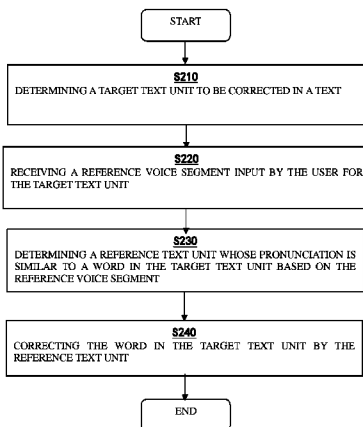 START
S210
DETERMINING A TARGET TEXT UNIT TO BE CORRECTED IN A TEXT
S220
RECEIVING A REFERENCE VOICE SEGMENT INPUT BY THE USER FOR
THE TARGET TEXT UNIT
S230
DETERMINING A REFERENCE TEXT UNIT WHOSE PRONUNCIATION IS
SIMILAR TO A WORD IN THE TARGET TEXT UNIT BASED ON THE
REFERENCE VOICE SEGMENT
S240
CORRECTING THE WORD IN THE TARGET TEXT UNIT BY THE
REFERENCE TEXT UNIT
END